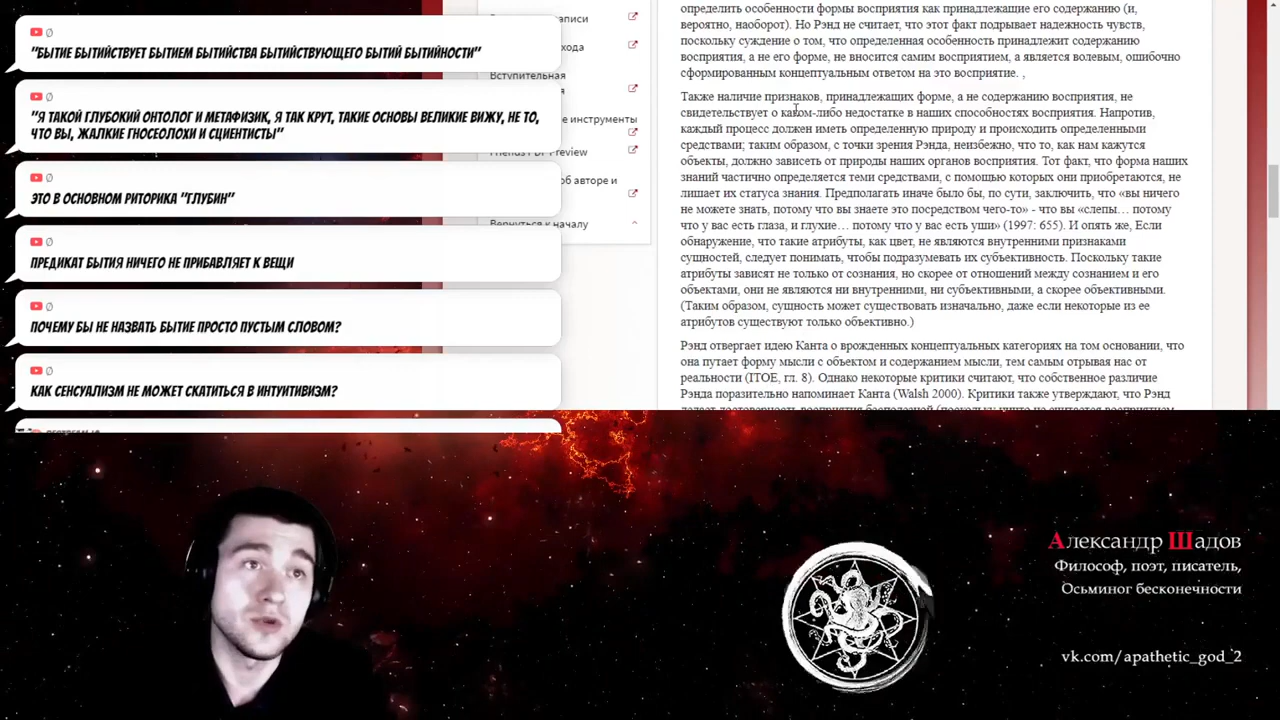 Ø
"БЫТИЕ БЫТИЙСТВУЕТ БЫТИЕМ БЫТИЙСТВА БЫТИЙСТВУЮЩЕГО БЫТИЙ БЫТИЙНОСТИ"
Ø
"Я ТАКОЙ ГЛУБОКИЙ ОНТОЛОГ И МЕТАФИЗИК, Я ТАК КРУТ, ТАКИЕ ОСНОВЫ ВЕЛИКИЕ ВИЖУ, НЕ ТО,
ЧТО ВЫ, ЖАЛКИЕ ГНОСЕОЛОХИ И СЦИЕНТИСТЫ"
Ø
ЭТО В ОСНОВНОМ РИТОРИКА "ГЛУБИН"
Ø
ПРЕДИКАТ БЫТИЯ НИЧЕГО НЕ ПРИБАВЛЯЕТ К ВЕЩИ
Ø
ПОЧЕМУ БЫ НЕ НАЗВАТЬ БЫТИЕ ПРОСТО ПУСТЫМ СЛОВОМ?
Ø
КАК СЕНСУАЛИЗМ НЕ МОЖЕТ СКАТИТЬСЯ В ИНТУИТИВИЗМ?
Вступительная
е инструменты
Friends PDF Preview
об авторе и
Вернуться к началу
определить особенности формы восприятия как принадлежащие его содержанию (и,
вероятно, наоборот). Но Рэнд не считает, что этот факт подрывает надежность чувств,
поскольку суждение о том, что определенная особенность принадлежит содержанию
восприятия, а не его форме, не вносится самим восприятием, а является волевым, ошибочно
сформированным концептуальным ответом на это восприятие. ,
Также наличие признаков, принадлежащих форме, а не содержанию восприятия, не
свидетельствует о каком-либо недостатке в наших способностях восприятия. Напротив,
каждый процесс должен иметь определенную природу и происходить определенными
средствами; таким образом, с точки зрения Рэнда, неизбежно, что то, как нам кажутся
объекты, должно зависеть от природы наших органов восприятия. Тот факт, что форма наших
знаний частично определяется теми средствами, с помощью которых они приобретаются, не
лишает их статуса знания. Предполагать иначе было бы, по сути, заключить, что «вы ничего
не можете знать, потому что вы знаете это посредством чего-то» - что вы «слепы… потому
что у вас есть глаза, и глухие… потому что у вас есть уши» (1997: 655). И опять же, Если
обнаружение, что такие атрибуты, как цвет, не являются внутренними признаками
сущностей, следует понимать, чтобы подразумевать их субъективность. Поскольку такие
атрибуты зависят не только от сознания, но скорее от отношений между сознанием и его
объектами, они не являются ни внутренними, ни субъективными, а скорее объективными.
(Таким образом, сущность может существовать изначально, даже если некоторые из ее
атрибутов существуют только объективно.)
Рэнд отвергает идею Канта о врожденных концептуальных категориях на том основании, что
она путает форму мысли с объектом и содержанием мысли, тем самым отрывая нас от
реальности (ITOE, гл. 8). Однако некоторые критики считают, что собственное различие
Рэнда поразительно напоминает Канта (Walsh 2000). Критики также утверждают, что Рэнд
Александр Шадов
Философ, поэт, писатель,
Осьминог бесконечности
vk.com/apathetic_god_2